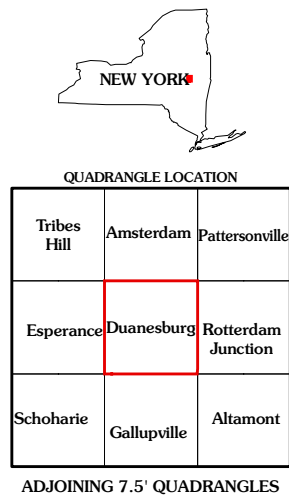 NEW YORK
QUADRANGLE LOCATION
Tribes
Hill
Amsterdam
Pattersonville
Esperance
Duanesburg
Rotterdam
Junction
Schoharie
Gallupville
Altamont
ADJOINING 7.5' QUADRANGLES